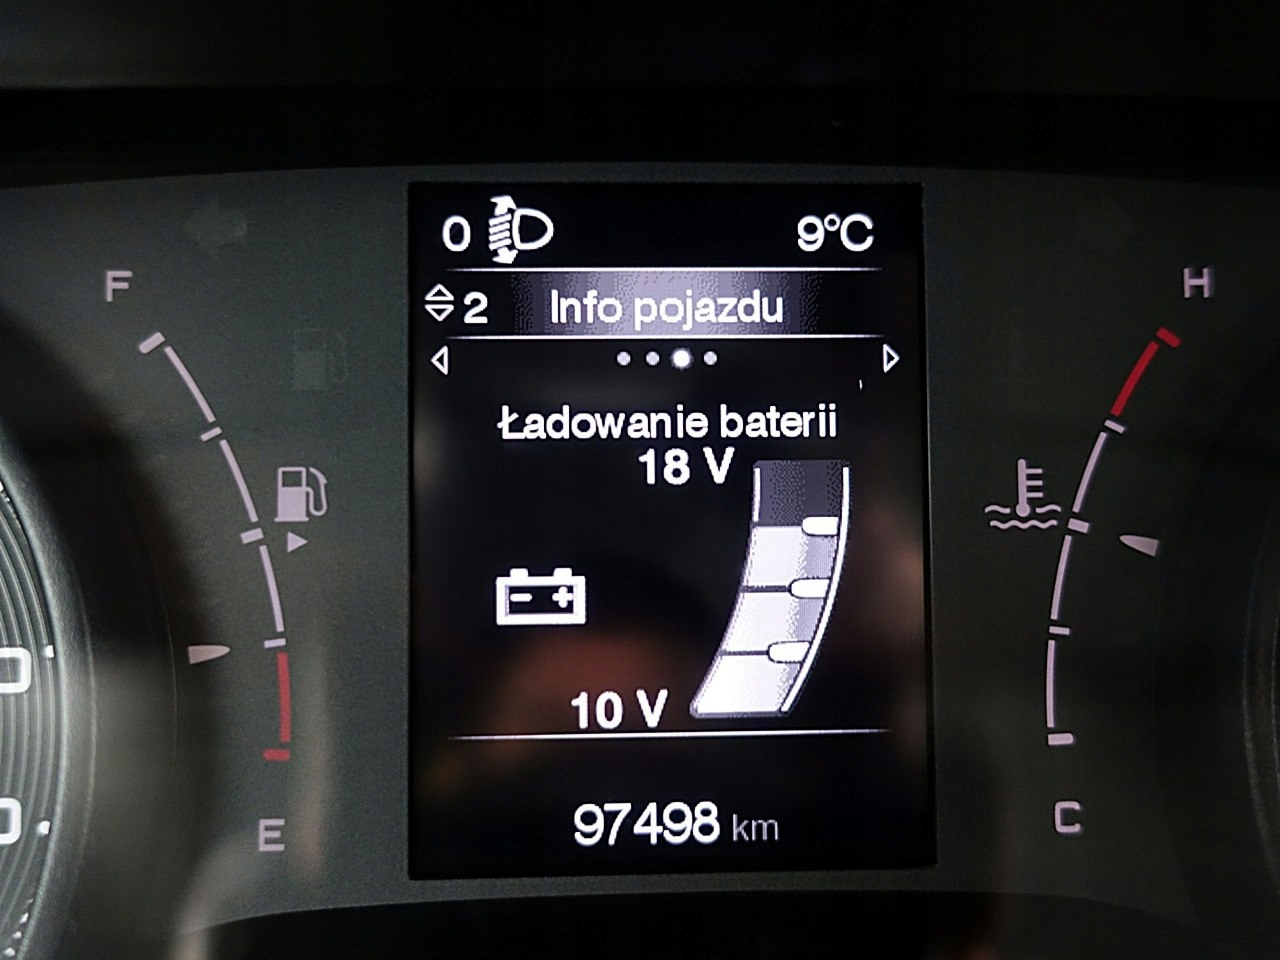 0 9°C
2 Info pojazdu
Ładowanie baterii
18 V
10 V
97498 km
F
E
H
C